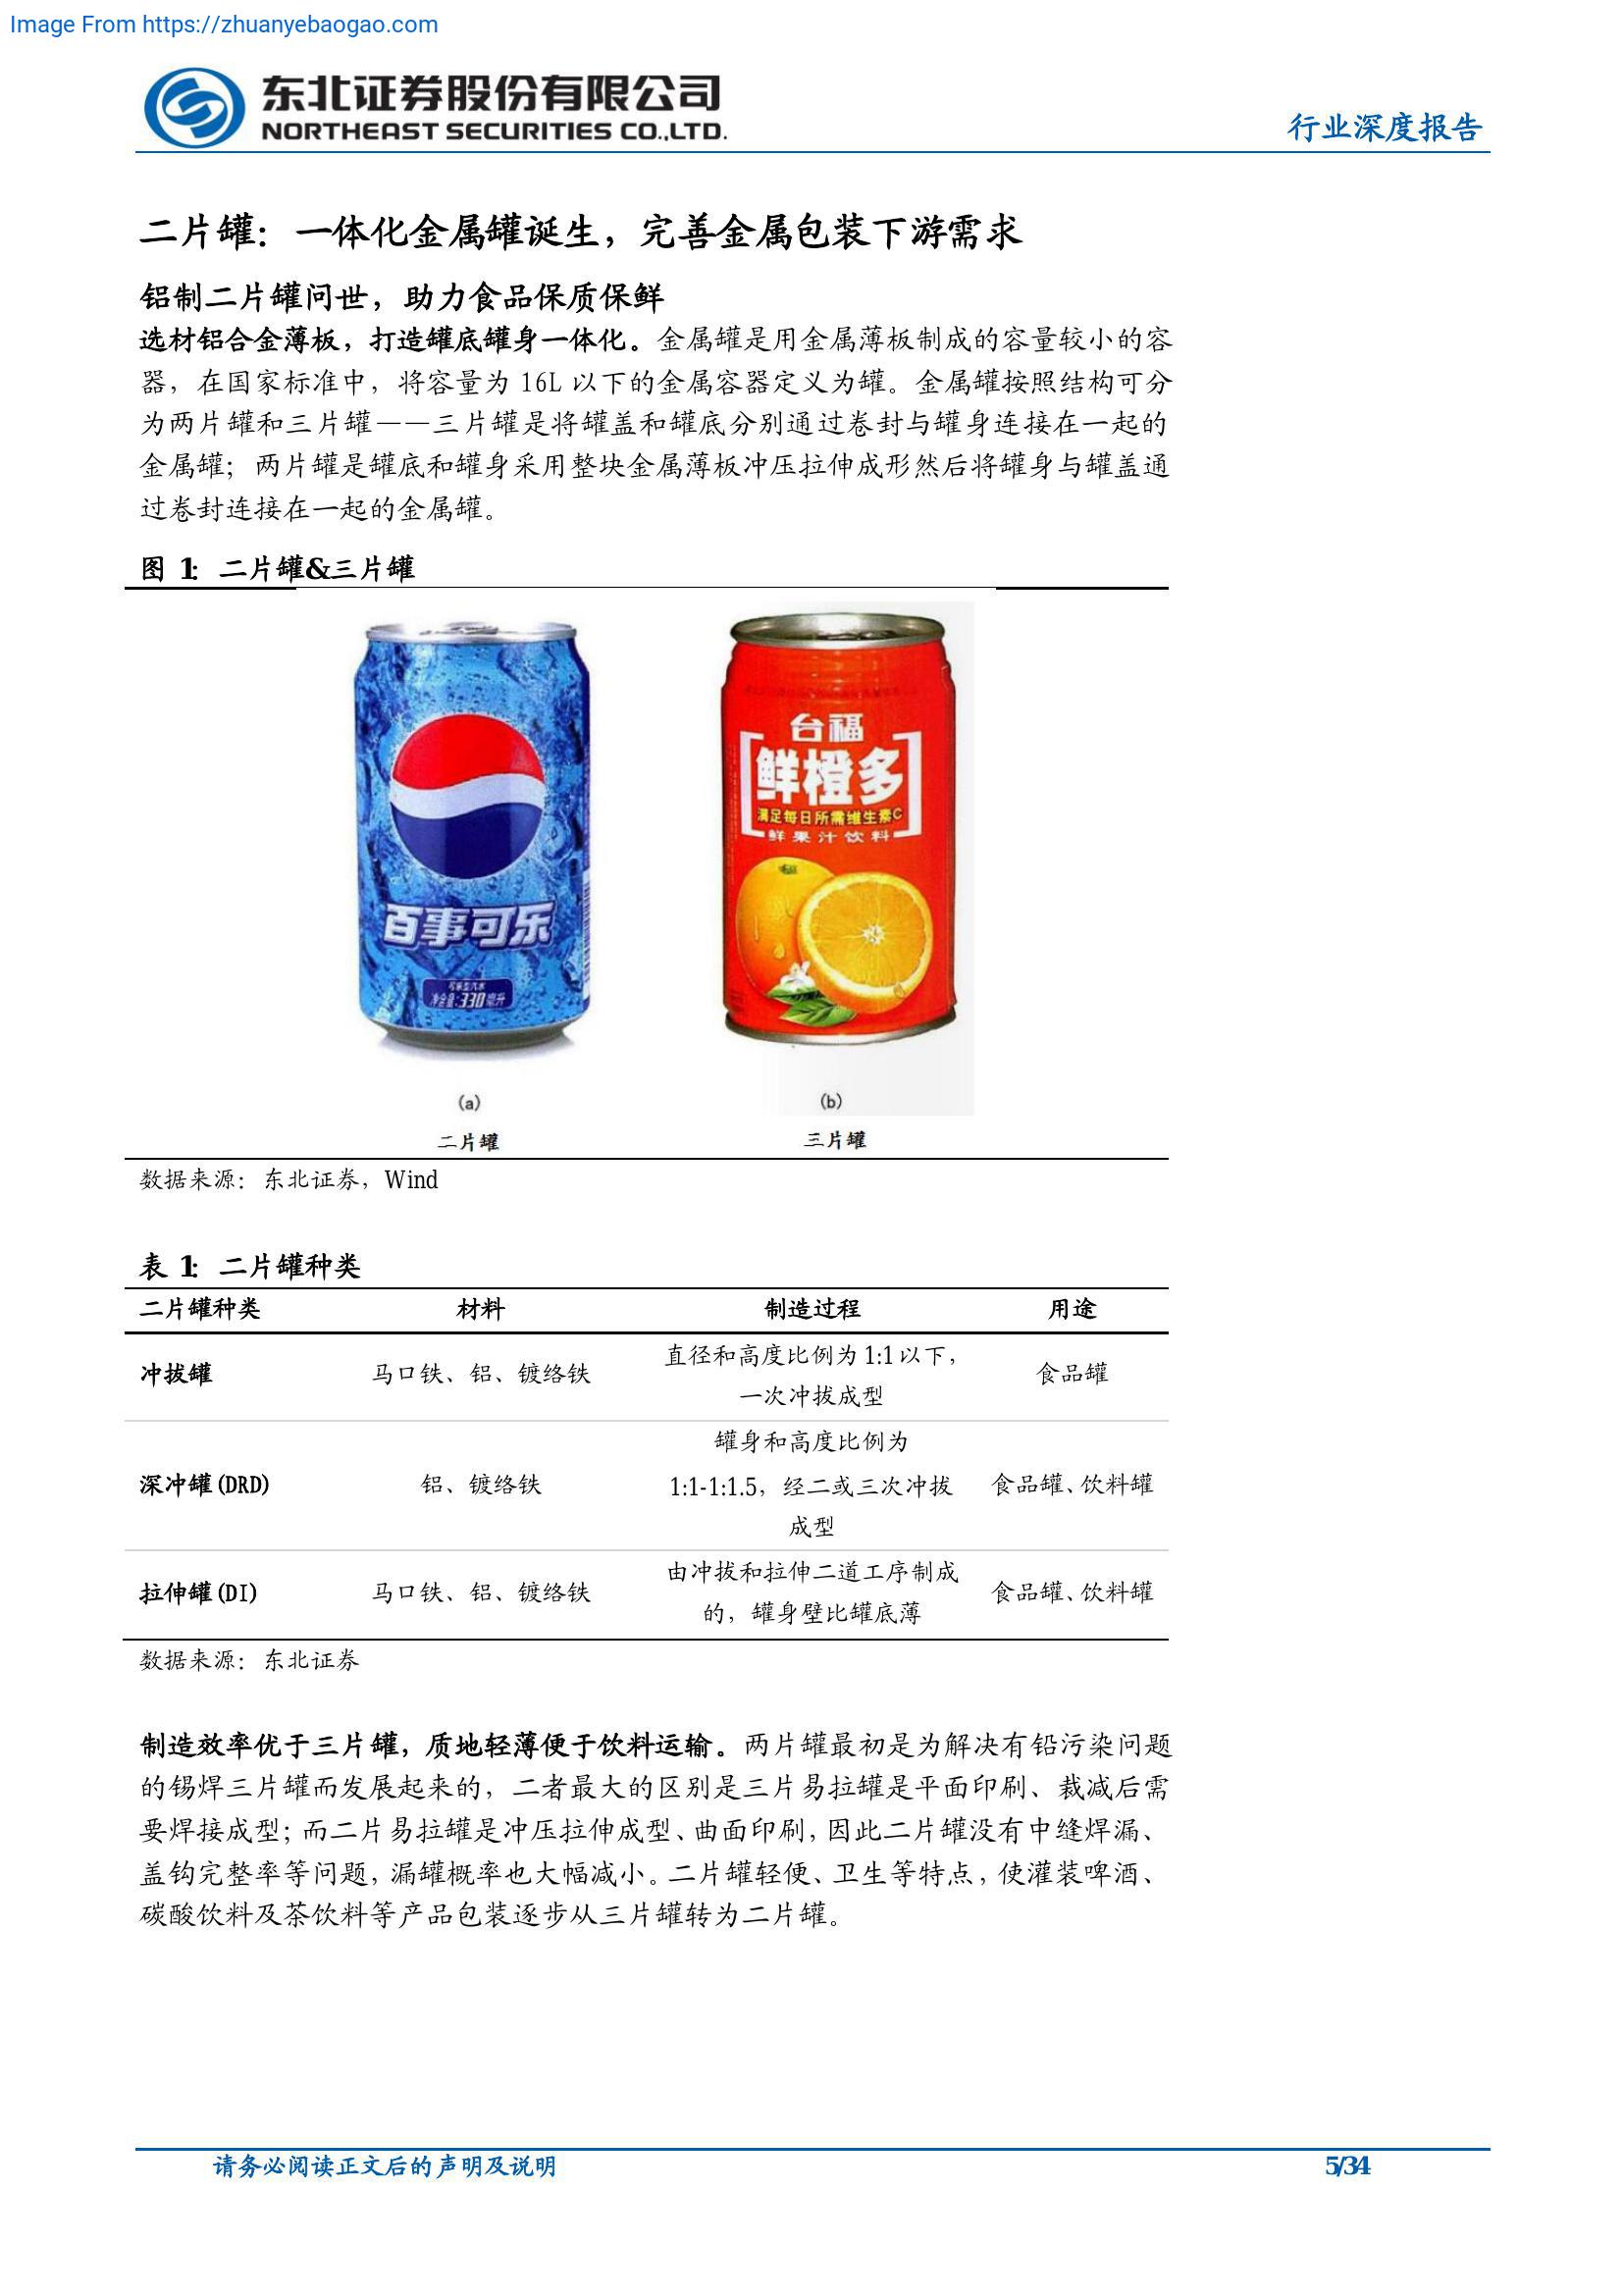 Image From https://zhuanyebaogao.com
东北证券股份有限公司
NORTHEAST SECURITIES CO.,LTD.
行业深度报告
二片罐：一体化金属罐诞生，完善金属包装下游需求
铝制二片罐问世，助力食品保质保鲜
选材铝合金薄板，打造罐底罐身一体化。金属罐是用金属薄板制成的容量较小的容
器，在国家标准中，将容量为 16L 以下的金属容器定义为罐。金属罐按照结构可分
为两片罐和三片罐——三片罐是将罐盖和罐底分别通过卷封与罐身连接在一起的
金属罐；两片罐是罐底和罐身采用整块金属薄板冲压拉伸成形然后将罐身与罐盖通
过卷封连接在一起的金属罐。
图 1：二片罐&三片罐
百事可乐
可乐型汽水
净含量:330毫升
台福
鲜橙多
满足每日所需维生素C
鲜果汁饮料
(a)
(b)
二片罐
三片罐
数据来源：东北证券，Wind
表 1：二片罐种类
二片罐种类 材料 制造过程 用途
冲拔罐 马口铁、铝、镀络铁 直径和高度比例为 1:1 以下，
一次冲拔成型 食品罐
罐身和高度比例为
深冲罐(DRD) 铝、镀络铁 1:1-1:1.5，经二或三次冲拔 食品罐、饮料罐
成型
拉伸罐(DI) 马口铁、铝、镀络铁 由冲拔和拉伸二道工序制成
的，罐身壁比罐底薄 食品罐、饮料罐
数据来源：东北证券
制造效率优于三片罐，质地轻薄便于饮料运输。两片罐最初是为解决有铅污染问题
的锡焊三片罐而发展起来的，二者最大的区别是三片易拉罐是平面印刷、裁减后需
要焊接成型；而二片易拉罐是冲压拉伸成型、曲面印刷，因此二片罐没有中缝焊漏、
盖钩完整率等问题，漏罐概率也大幅减小。二片罐轻便、卫生等特点，使灌装啤酒、
碳酸饮料及茶饮料等产品包装逐步从三片罐转为二片罐。
请务必阅读正文后的声明及说明
5/34